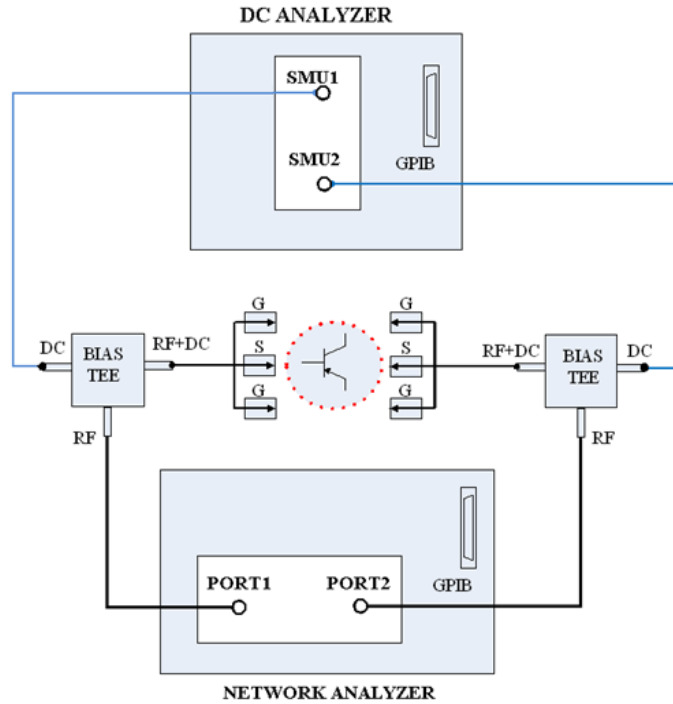 DC ANALYZER
SMU1
SMU2
GPIB
G
G
DC
BIAS
TEE
RF+DC
S
S
RF+DC
BIAS
TEE
DC
G
G
RF
RF
PORT1
PORT2
GPIB
NETWORK ANALYZER